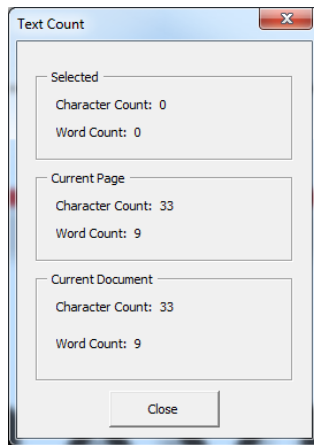 Text Count
Selected
Character Count: 0
Word Count: 0
Current Page
Character Count: 33
Word Count: 9
Current Document
Character Count: 33
Word Count: 9
Close